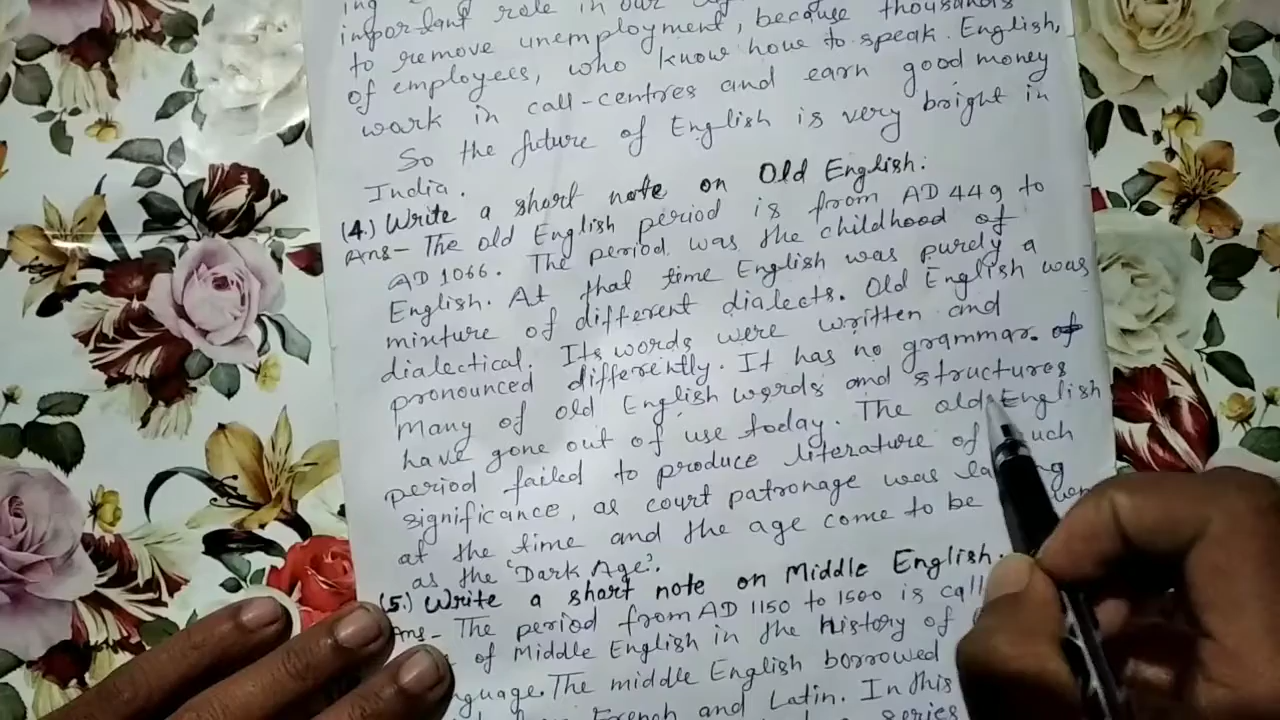 ing
important role in our
to remove unemployment, because thousands
of employees, who know how to speak English,
work in call-centres and earn good money
So the future of English is very bright in
India.
(4.) Write a short note on Old English:
Ans- The old English period is from AD 449 to
AD 1066. The period was the childhood of
English. At that time English was purely a
mixture of different dialects. Old English was
dialectical. Its words were written and
pronounced differently. It has no grammar.
Many of old English words and structures
have gone out of use today. The old English
period failed to produce literature of much
significance, as court patronage was
at the time and the age come to be
as the 'Dark Age'.
(5.) Write a short note on Middle English.
Ans- The period from AD 1150 to 1500 is
of Middle English in the history of
The middle English borrowed
French and Latin. In this
series